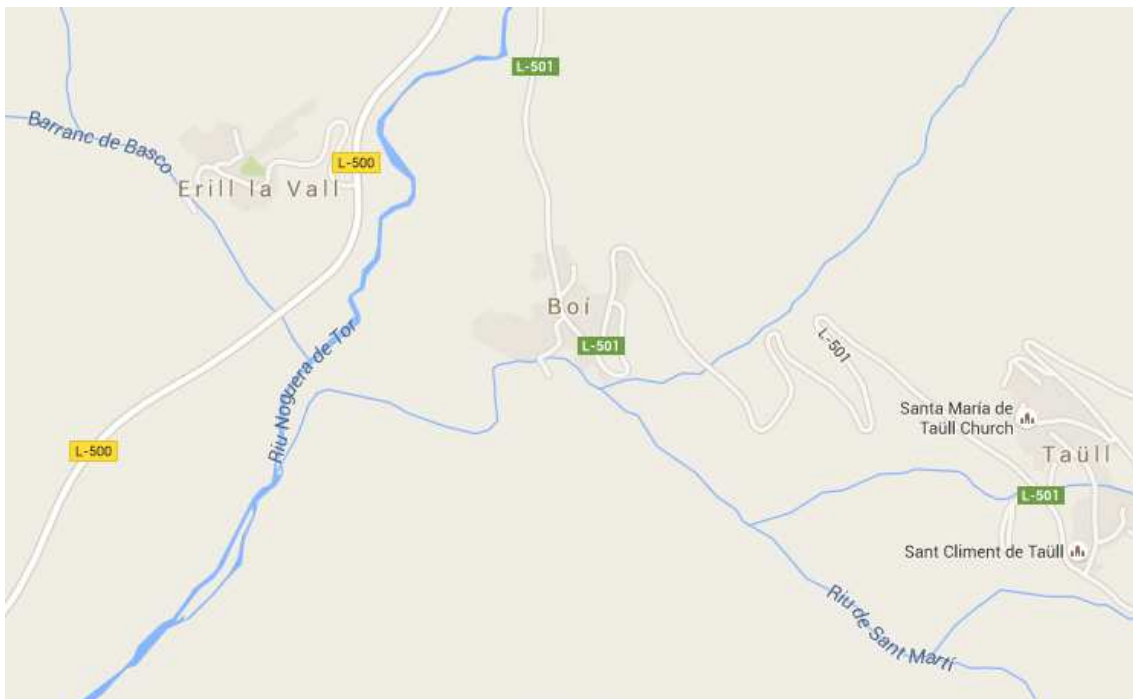 L-501
Barranc de Basco
L-500
Erill la Vall
Boí
L-501
L-501
Riu Noguera de Tor
Santa María de
Taüll Church
L-500
Taüll
L-501
Sant Climent de Taüll
Riu de Sant Martí